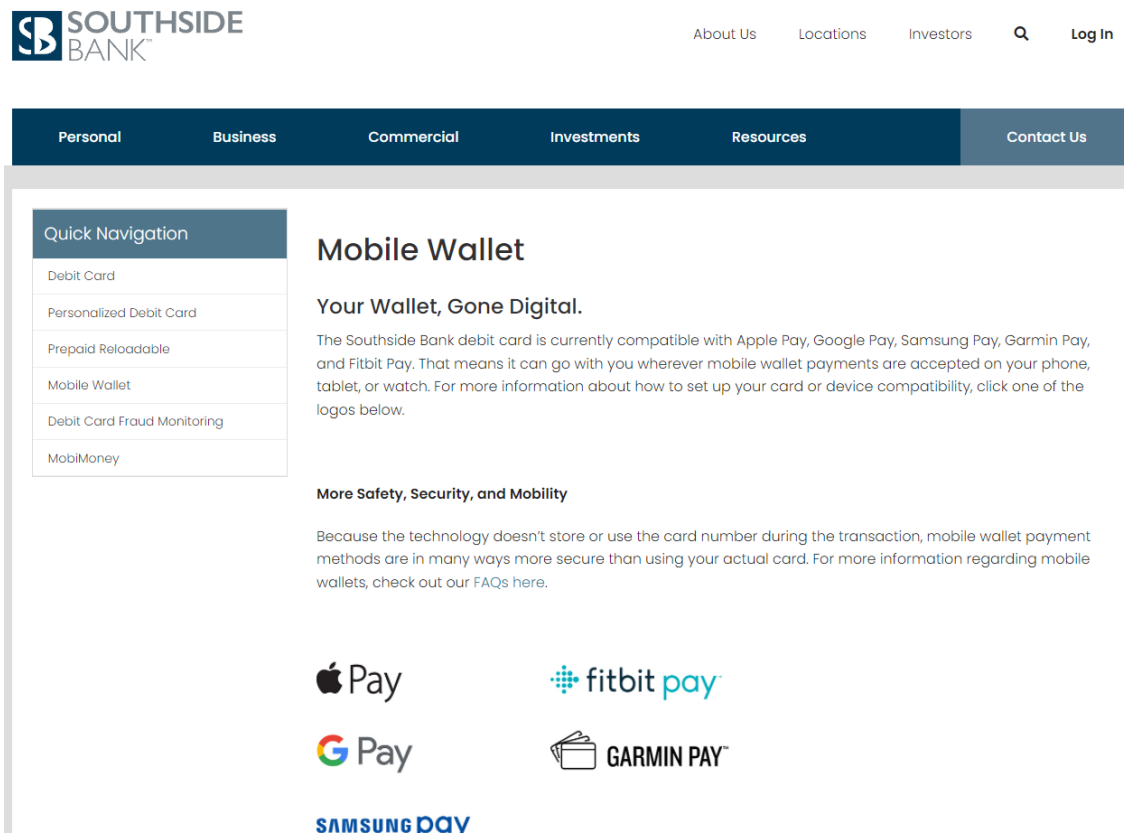 SOUTHSIDE
BANK™
About Us
Locations
Investors
Log In
Personal
Business
Commercial
Investments
Resources
Contact Us
Quick Navigation
Debit Card
Personalized Debit Card
Prepaid Reloadable
Mobile Wallet
Debit Card Fraud Monitoring
MobiMoney
Mobile Wallet
Your Wallet, Gone Digital.
The Southside Bank debit card is currently compatible with Apple Pay, Google Pay, Samsung Pay, Garmin Pay,
and Fitbit Pay. That means it can go with you wherever mobile wallet payments are accepted on your phone,
tablet, or watch. For more information about how to set up your card or device compatibility, click one of the
logos below.
More Safety, Security, and Mobility
Because the technology doesn't store or use the card number during the transaction, mobile wallet payment
methods are in many ways more secure than using your actual card. For more information regarding mobile
wallets, check out our FAQs here.
Pay
fitbit pay
G Pay
GARMIN PAY™
SAMSUNG pay